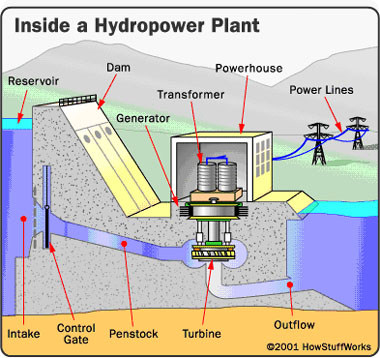 Inside a Hydropower Plant
Reservoir
Dam
Powerhouse
Transformer
Power Lines
Generator
Intake
Control
Gate
Penstock
Turbine
Outflow
©2001 HowStuffWorks